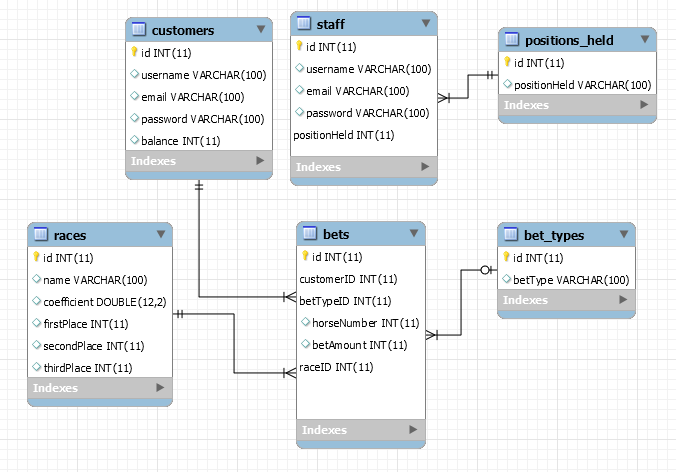 customers
id INT(11)
username VARCHAR(100)
email VARCHAR(100)
password VARCHAR(100)
balance INT(11)
Indexes
staff
id INT(11)
username VARCHAR(100)
email VARCHAR(100)
password VARCHAR(100)
positionHeld INT(11)
Indexes
positions_held
id INT(11)
positionHeld VARCHAR(100)
Indexes
races
id INT(11)
name VARCHAR(100)
coefficient DOUBLE(12,2)
firstPlace INT(11)
secondPlace INT(11)
thirdPlace INT(11)
Indexes
bets
id INT(11)
customerID INT(11)
betTypeID INT(11)
horseNumber INT(11)
betAmount INT(11)
raceID INT(11)
Indexes
bet_types
id INT(11)
betType VARCHAR(100)
Indexes